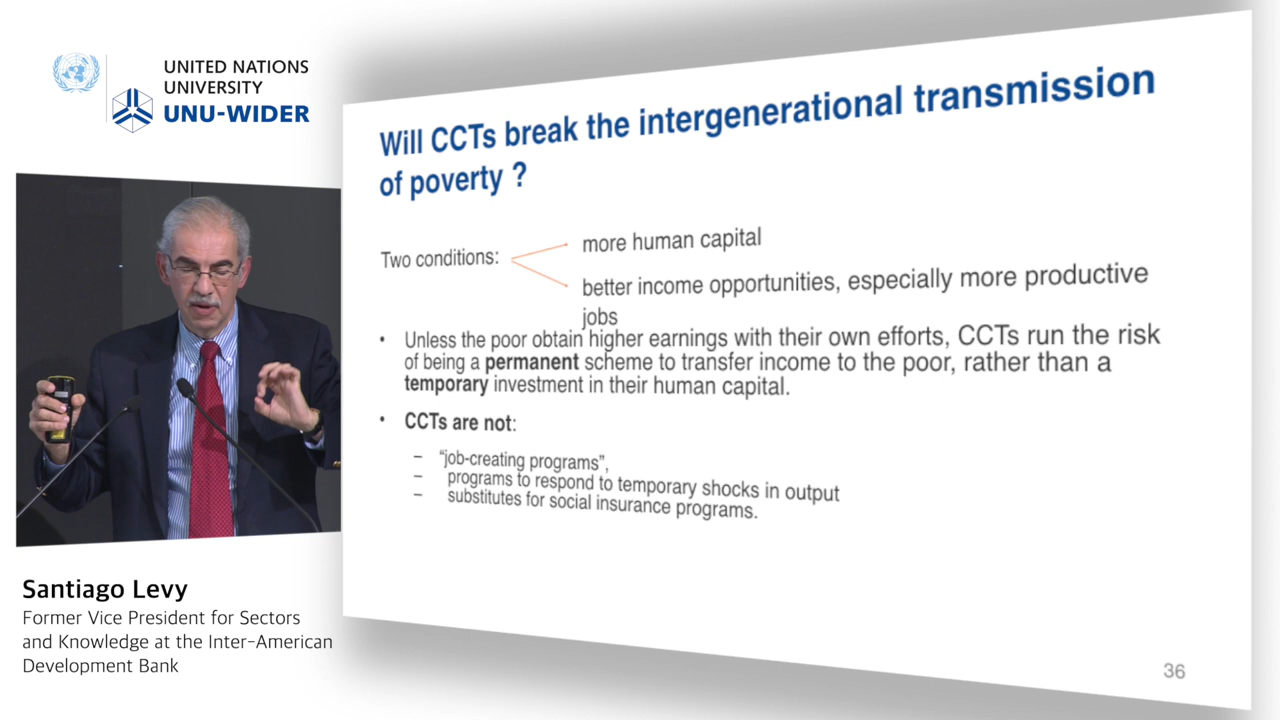 UNITED NATIONS
UNIVERSITY
UNU-WIDER
Will CCTs break the intergenerational transmission
of poverty ?
Two conditions:
more human capital
better income opportunities, especially more productive
jobs
• Unless the poor obtain higher earnings with their own efforts, CCTs run the risk
of being a permanent scheme to transfer income to the poor, rather than a
temporary investment in their human capital.
• CCTs are not:
– “job-creating programs”,
– programs to respond to temporary shocks in output
– substitutes for social insurance programs.
36
Santiago Levy
Former Vice President for Sectors
and Knowledge at the Inter-American
Development Bank